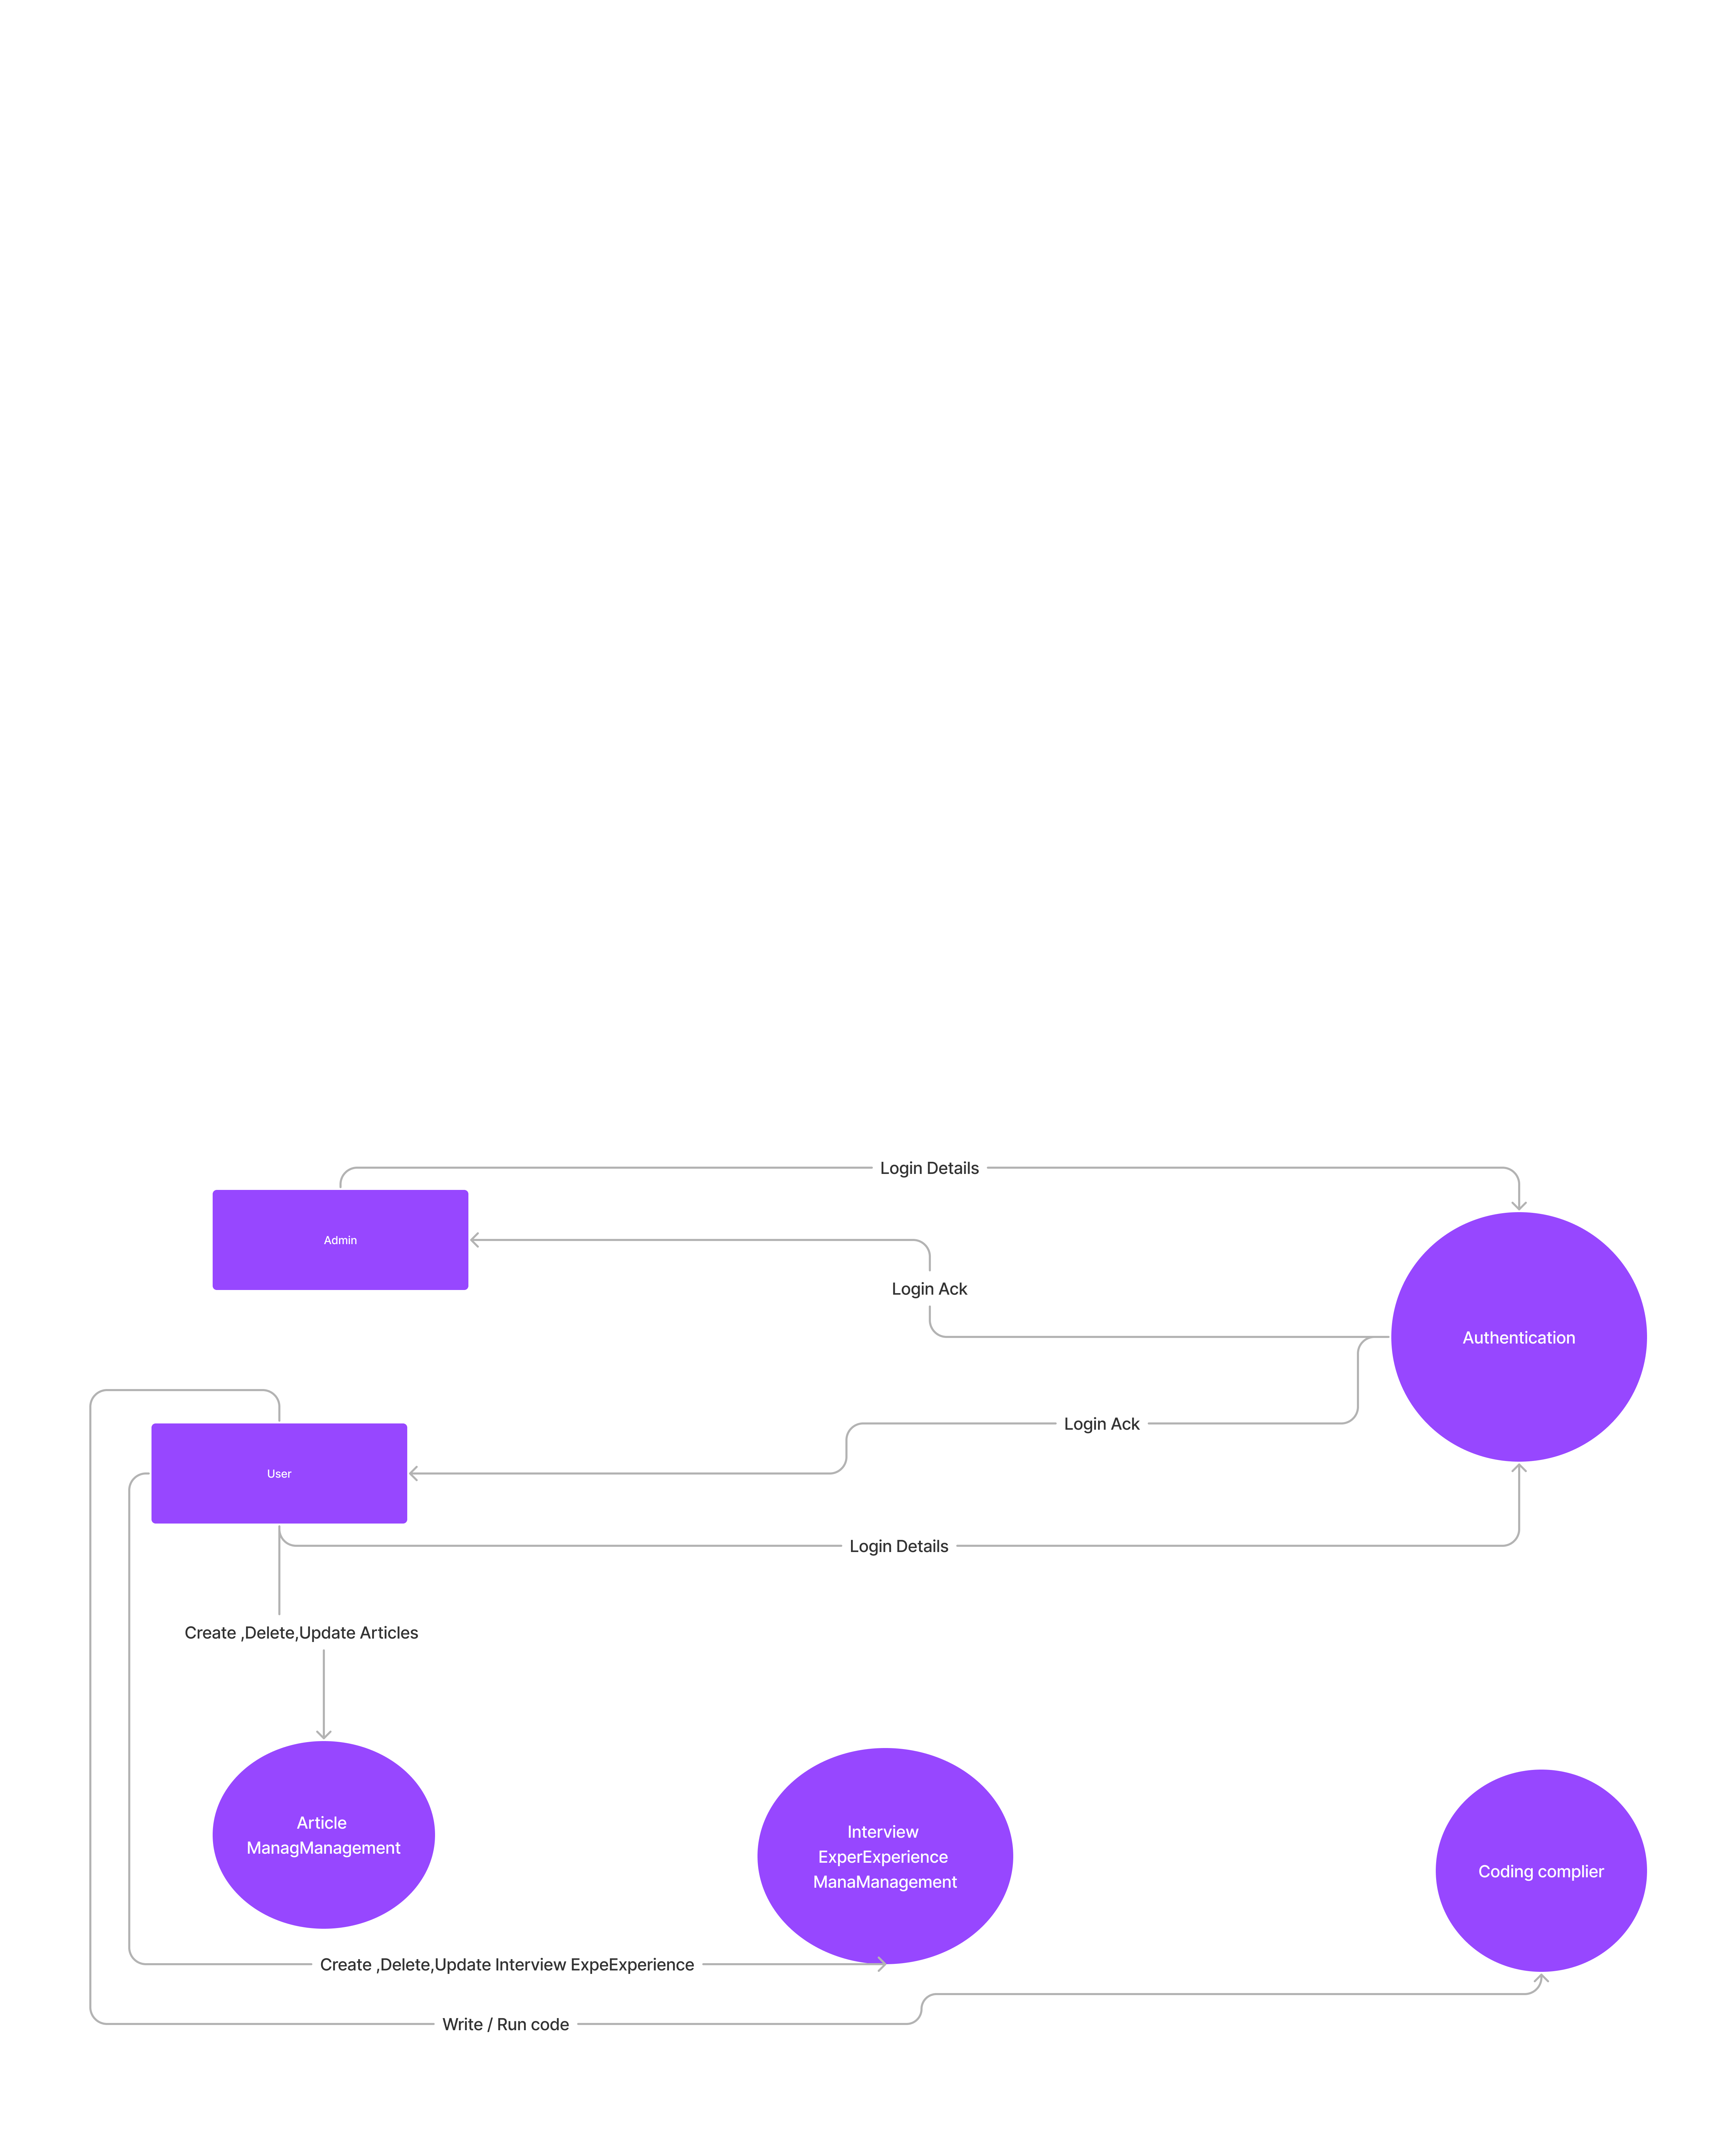 Login Details
Admin
Login Ack
Authentication
Login Ack
User
Login Details
Create ,Delete,Update Articles
Article
ManagManagement
Interview
ExperExperience
ManaManagement
Coding complier
Create ,Delete,Update Interview ExpeExperience
Write / Run code